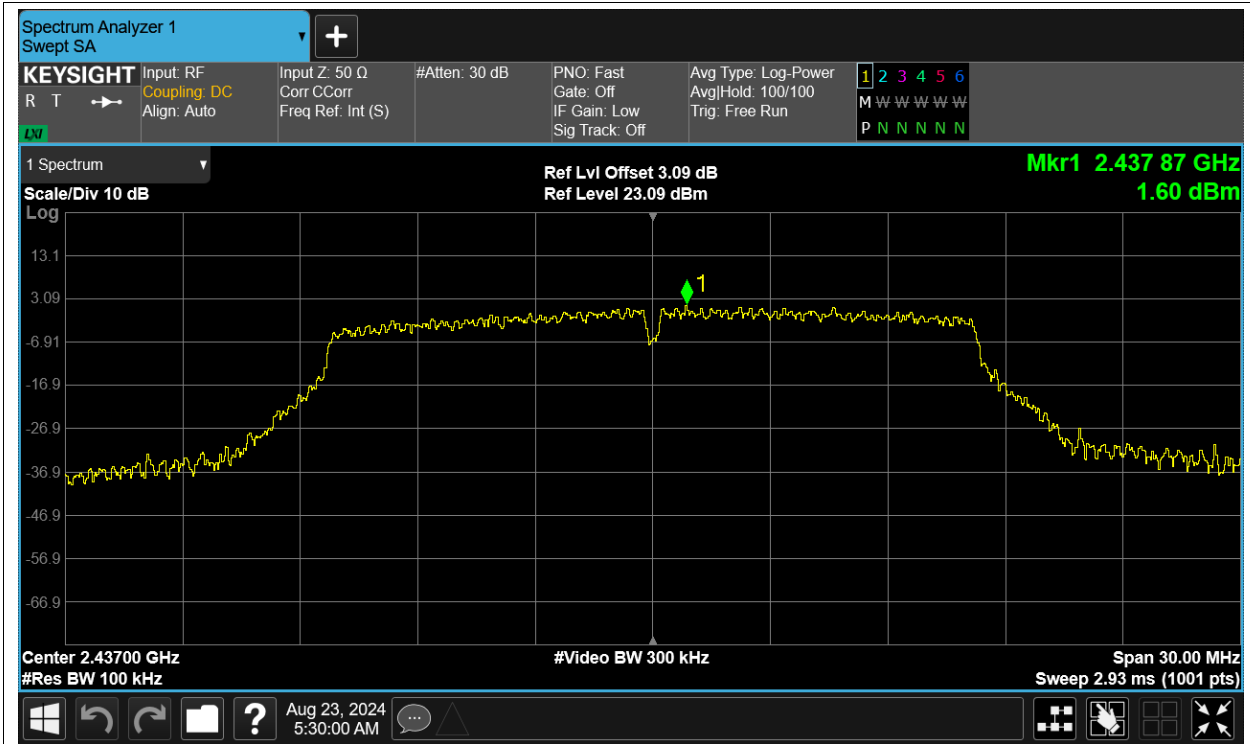 Spectrum Analyzer 1
Swept SA
KEYSIGHT
R T
LXI
Input: RF
Coupling: DC
Align: Auto
Input Z: 50 Ω
Corr CCorr
Freq Ref: Int (S)
#Atten: 30 dB
PNO: Fast
Gate: Off
IF Gain: Low
Sig Track: Off
Avg Type: Log-Power
Avg|Hold: 100/100
Trig: Free Run
1 2 3 4 5 6
M W W W W W
P N N N N N
1 Spectrum
Scale/Div 10 dB
Log
Ref Lvl Offset 3.09 dB
Ref Level 23.09 dBm
Mkr1 2.437 87 GHz
1.60 dBm
13.1
3.09
-6.91
-16.9
-26.9
-36.9
-46.9
-56.9
-66.9
1
Center 2.43700 GHz
#Res BW 100 kHz
#Video BW 300 kHz
Span 30.00 MHz
Sweep 2.93 ms (1001 pts)
?
Aug 23, 2024
5:30:00 AM